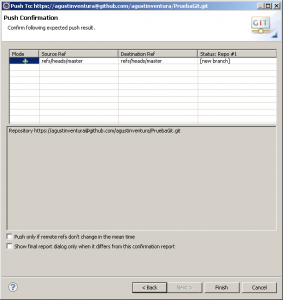 Push To: https://agustinventura@github.com/agustinventura/PruebaGit.git
Push Confirmation
Confirm following expected push result.
GIT
Mode Source Ref Destination Ref Status: Repo #1
refs/heads/master refs/heads/master [new branch]
Repository https://agustinventura@github.com/agustinventura/PruebaGit.git
Push only if remote refs don't change in the mean time
Show final report dialog only when it differs from this confirmation report
? < Back Next > Finish Cancel